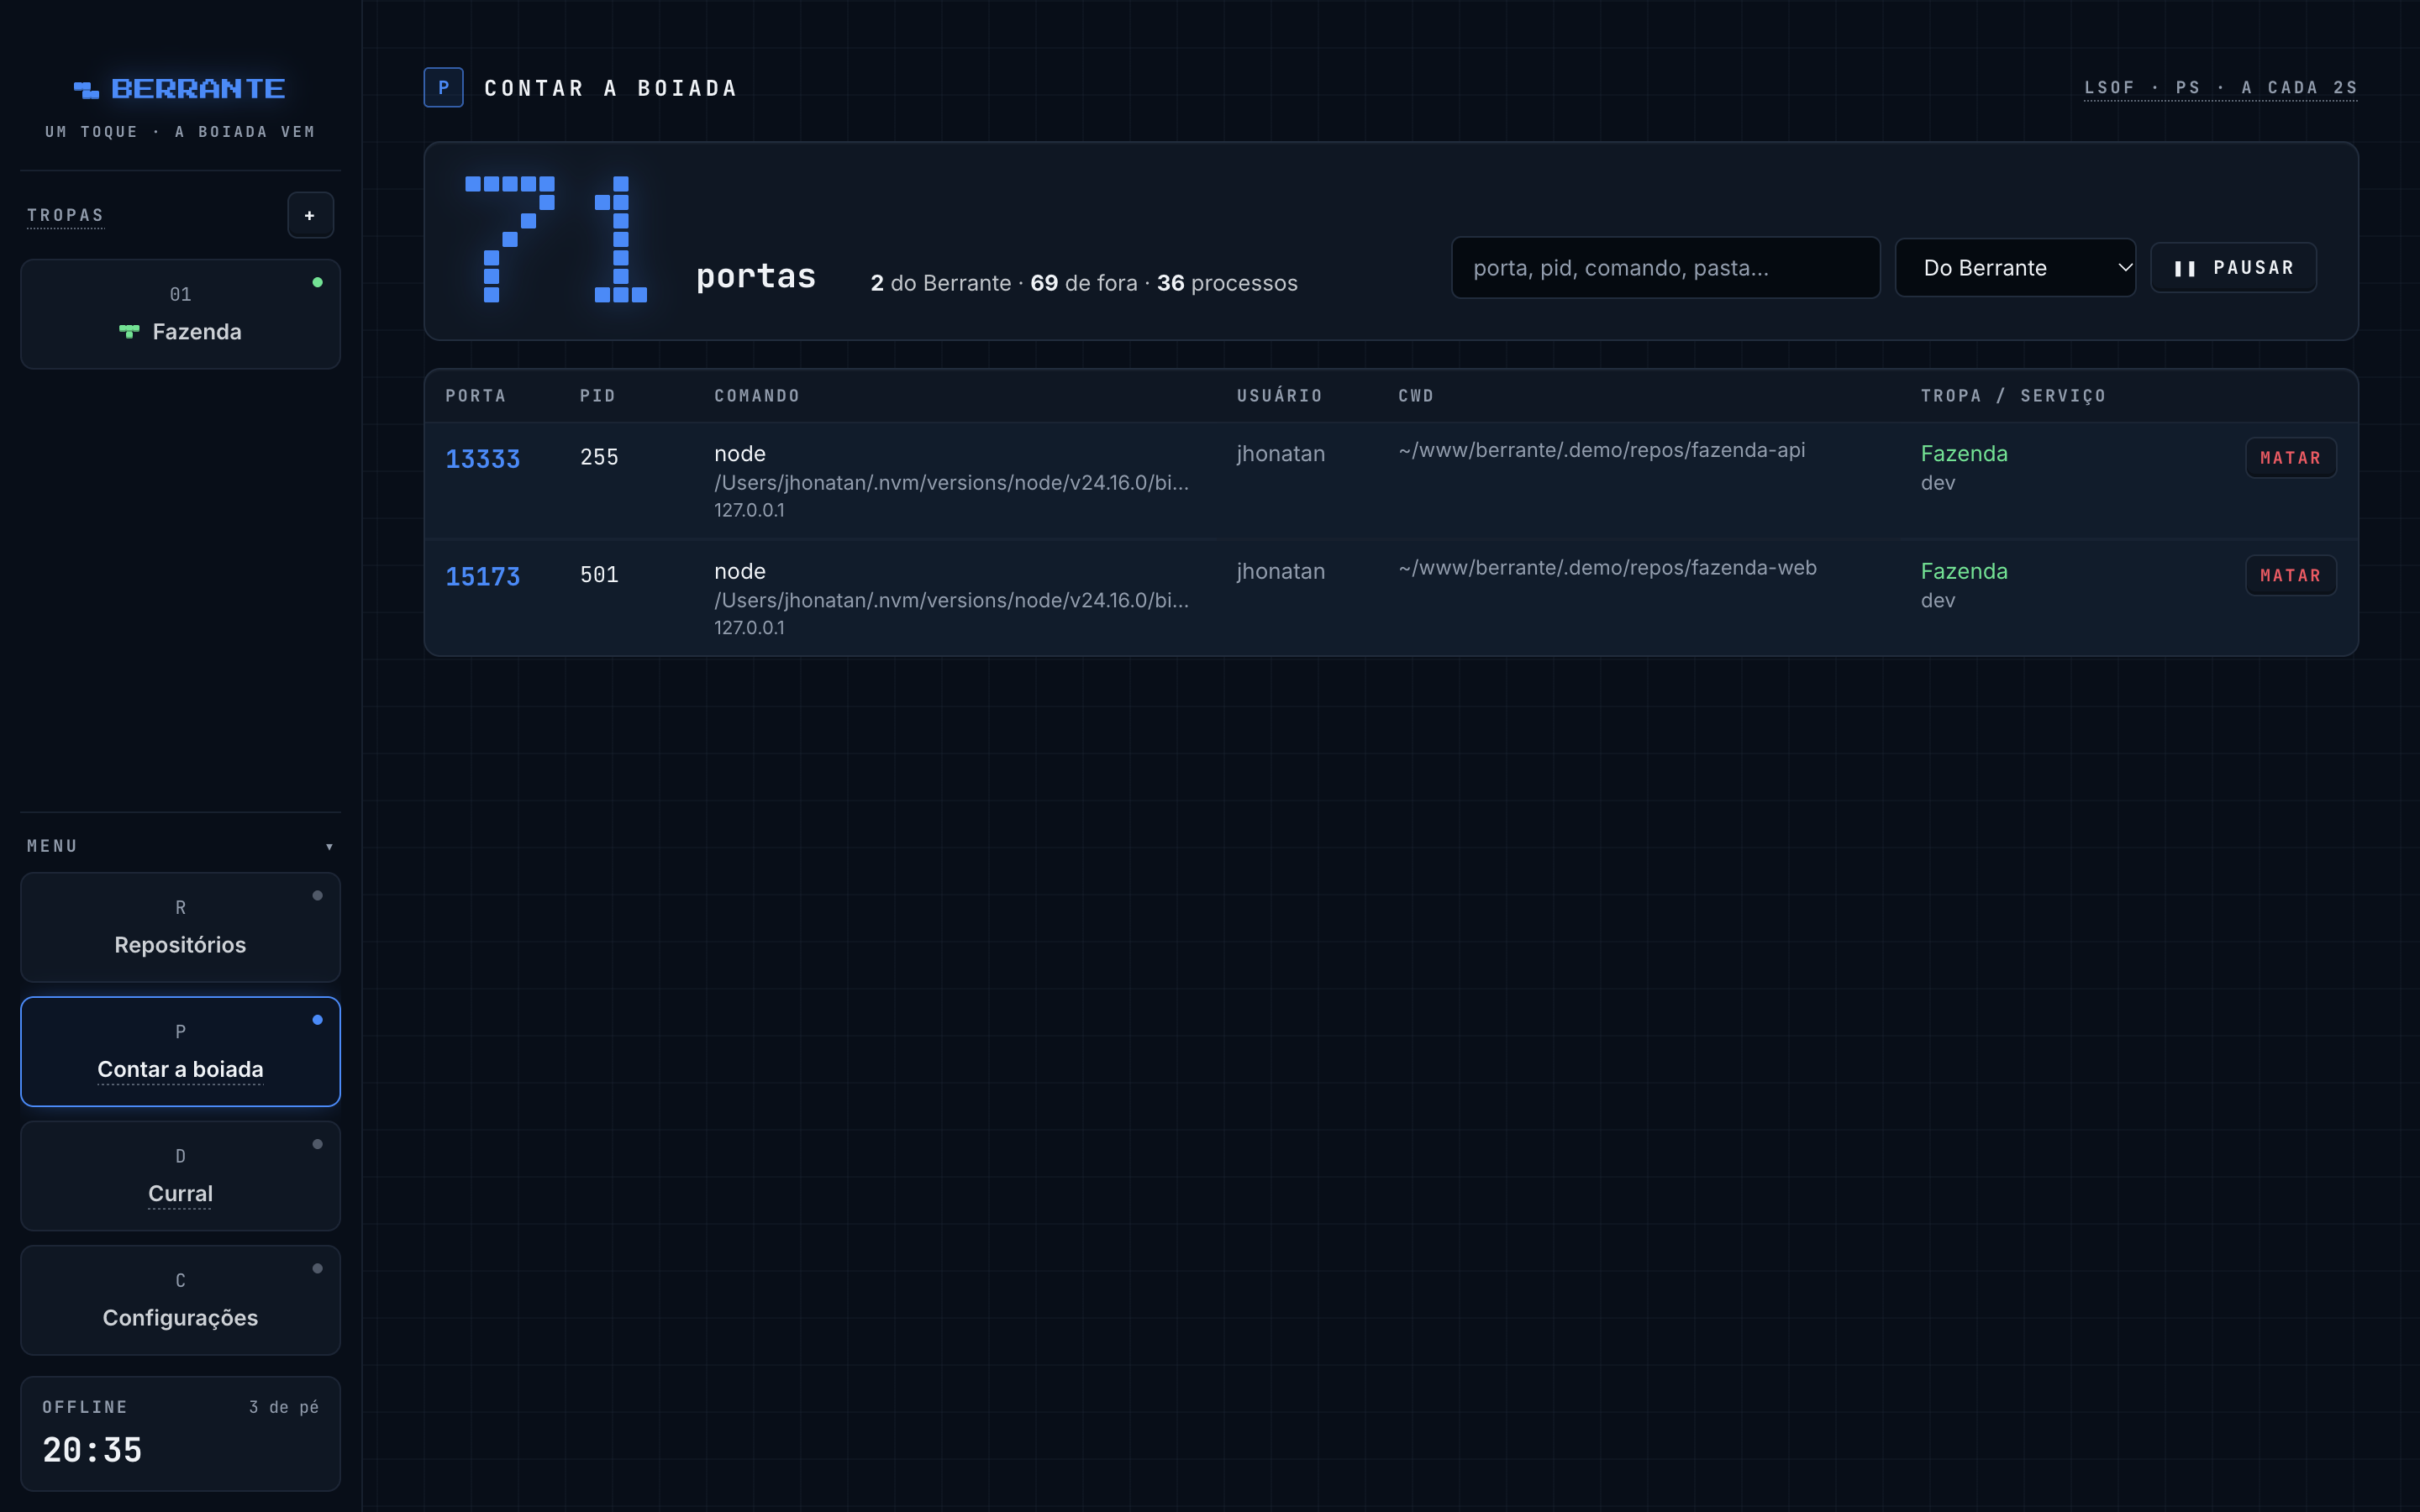 BERRANTE
UM TOQUE · A BOIADA VEM
TROPAS
+
01
Fazenda
MENU ▾
R
Repositórios
P
Contar a boiada
D
Curral
C
Configurações
OFFLINE 3 de pé
20:35
P CONTAR A BOIADA
LSOF · PS · A CADA 2S
71 portas
2 do Berrante · 69 de fora · 36 processos
porta, pid, comando, pasta...
Do Berrante
PAUSAR
PORTA PID COMANDO USUÁRIO CWD TROPA / SERVIÇO
13333 255 node jhonatan ~/www/berrante/.demo/repos/fazenda-api Fazenda MATAR
/Users/jhonatan/.nvm/versions/node/v24.16.0/bi... dev
127.0.0.1
15173 501 node jhonatan ~/www/berrante/.demo/repos/fazenda-web Fazenda MATAR
/Users/jhonatan/.nvm/versions/node/v24.16.0/bi... dev
127.0.0.1